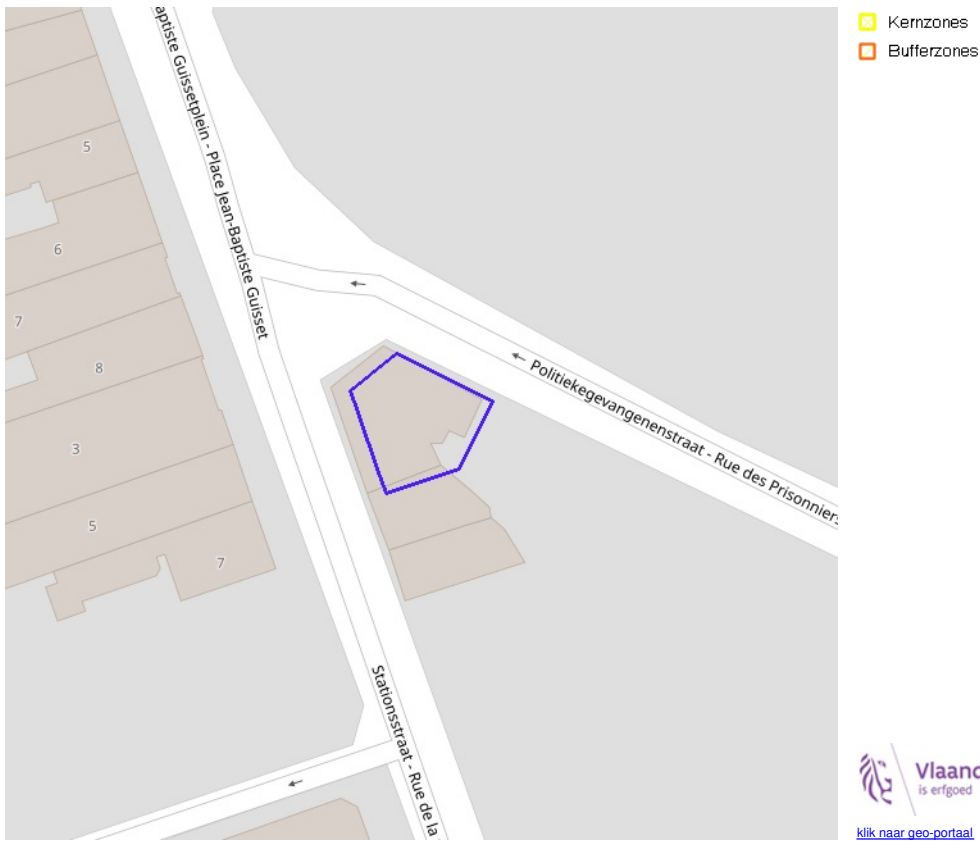 Kernzones
Bufferzones
aptiste Guissetplein - Place Jean-Baptiste Guisset
5
6
7
8
3
5
7
Politiekegevangenenstraat - Rue des Prisonniers
Stationsstraat - Rue de la
is erfgoed
klik naar geo-portaal